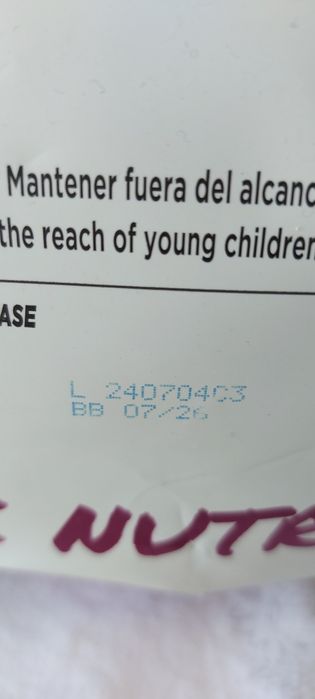 Mantener fuera del alcanc
the reach of young children
ASE
L 24070403
BB 07/26
NUTR